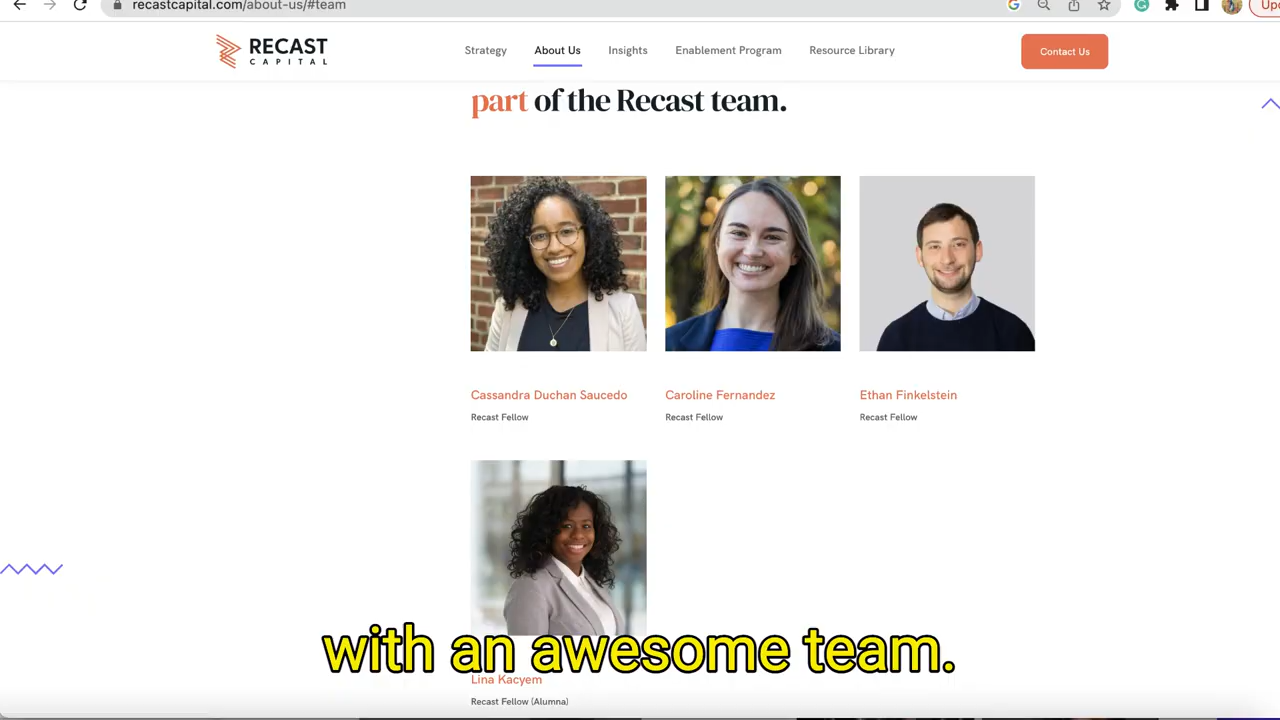 recastcapital.com/about-us/#team
RECAST
CAPITAL
Strategy
About Us
Insights
Enablement Program
Resource Library
Contact Us
part of the Recast team.
Cassandra Duchan Saucedo
Recast Fellow
Caroline Fernandez
Recast Fellow
Ethan Finkelstein
Recast Fellow
with an awesome team.
Lina Kacyem
Recast Fellow (Alumna)